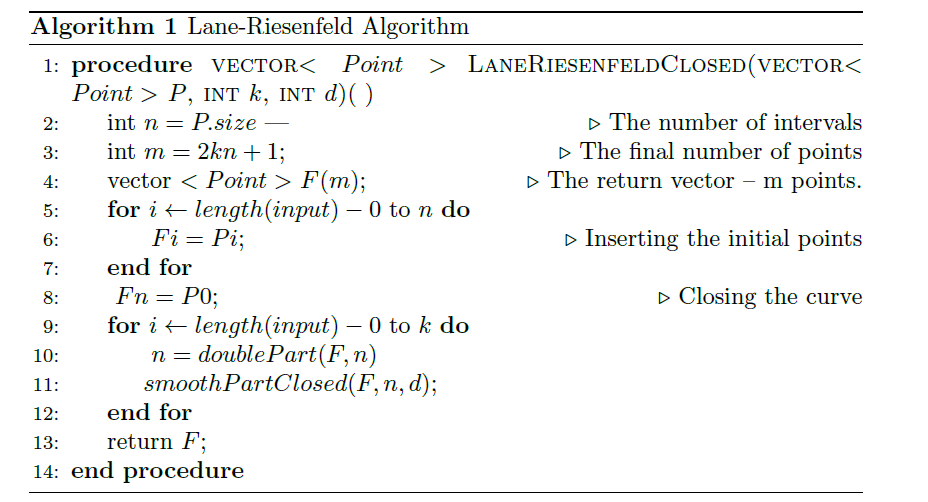 Algorithm 1 Lane-Riesenfeld Algorithm
1: procedure VECTOR< Point > LANERIESENFELDCLOSED(VECTOR<
Point > P, INT k, INT d)( )
2: int n = P.size — ▷ The number of intervals
3: int m = 2kn + 1; ▷ The final number of points
4: vector < Point > F(m); ▷ The return vector – m points.
5: for i ← length(input) − 0 to n do
6: Fi = Pi; ▷ Inserting the initial points
7: end for
8: Fn = P0; ▷ Closing the curve
9: for i ← length(input) − 0 to k do
10: n = doublePart(F, n)
11: smoothPartClosed(F, n, d);
12: end for
13: return F;
14: end procedure